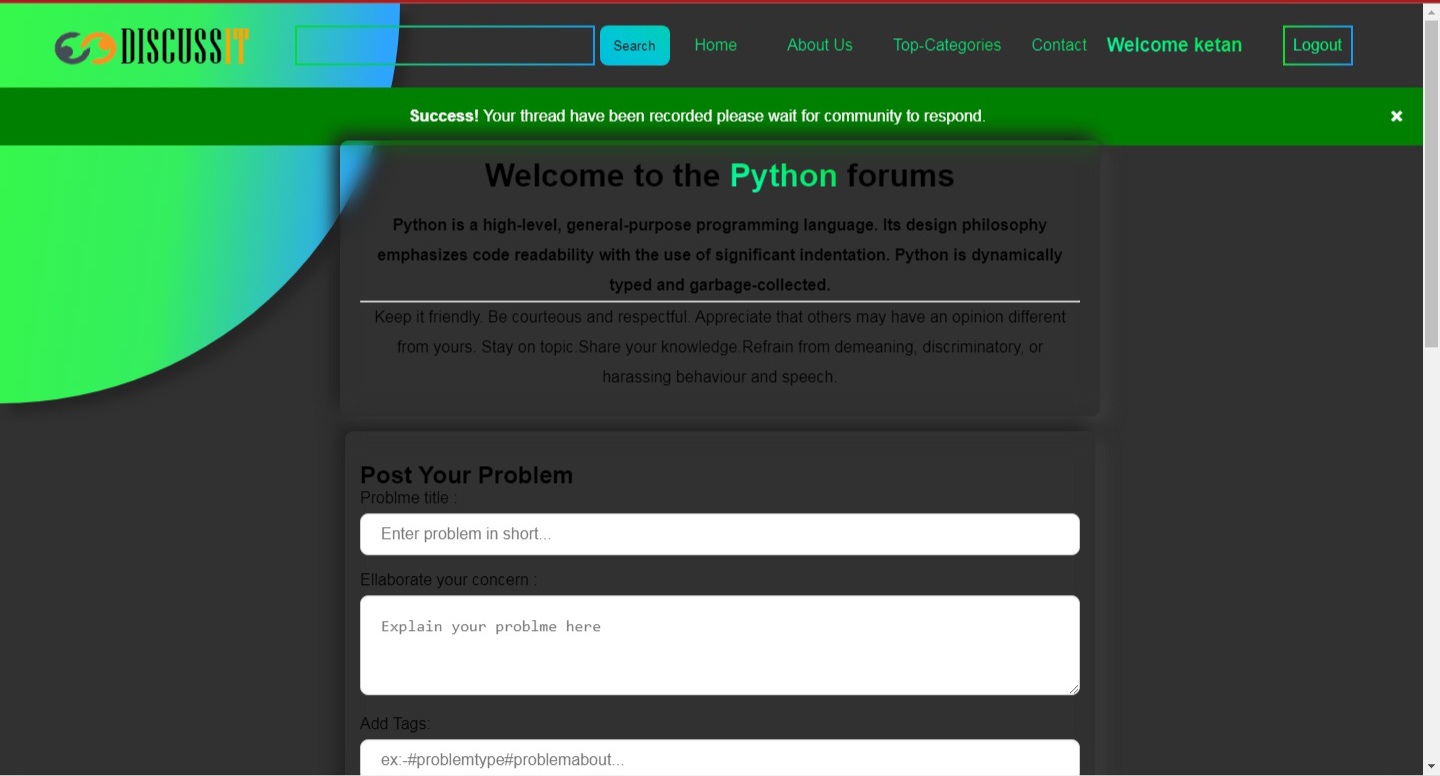 DISCUSSIT
Search
Home
About Us
Top-Categories
Contact
Welcome ketan
Logout
Success! Your thread have been recorded please wait for community to respond.
×
Welcome to the Python forums
Python is a high-level, general-purpose programming language. Its design philosophy
emphasizes code readability with the use of significant indentation. Python is dynamically
typed and garbage-collected.
Keep it friendly. Be courteous and respectful. Appreciate that others may have an opinion different
from yours. Stay on topic.Share your knowledge.Refrain from demeaning, discriminatory, or
harassing behaviour and speech.
Post Your Problem
Problme title :
Enter problem in short...
Ellaborate your concern :
Explain your problme here
Add Tags:
ex:-#problemtype#problemabout...